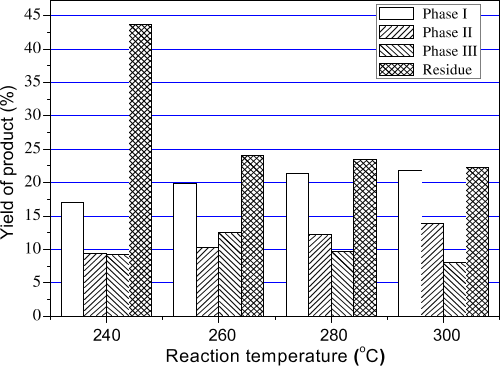 45
40
35
30
25
20
15
10
5
0
Yield of product (%)
Phase I
Phase II
Phase III
Residue
240 260 280 300
Reaction temperature (°C)